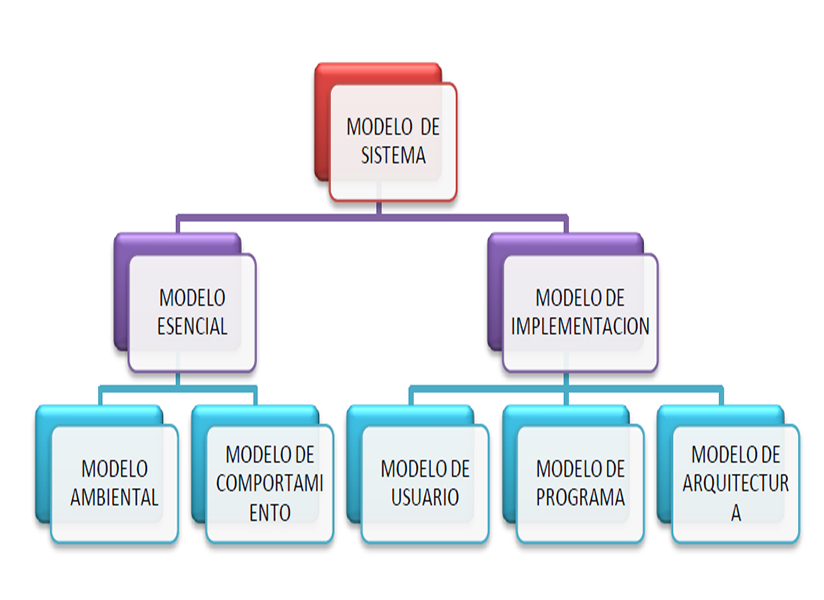 MODELO DE
SISTEMA
MODELO
ESENCIAL
MODELO DE
IMPLEMENTACION
MODELO
AMBIENTAL
MODELO DE
COMPORTAMI
ENTO
MODELO DE
USUARIO
MODELO DE
PROGRAMA
MODELO DE
ARQUITECTUR
A